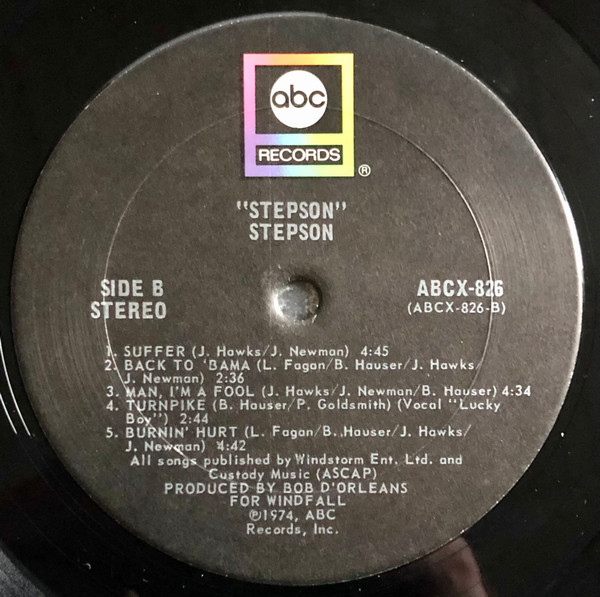 abc
RECORDS
®
"STEPSON"
STEPSON
SIDE B
STEREO
ABCX-826
(ABCX-826-B)
1. SUFFER (J. Hawks/J. Newman) 4:45
2. BACK TO 'BAMA (L. Fagan/B. Hauser/J. Hawks/
J. Newman) 2:36
3. MAN, I'M A FOOL (J. Hawks/J. Newman/B. Hauser) 4:34
4. TURNPIKE (B. Hauser/P. Goldsmith) (Vocal "Lucky
Boy") 2:44
5. BURNIN' HURT (L. Fagan/B. Hauser/J. Hawks/
J. Newman) 4:42
All songs published by Windstorm Ent. Ltd. and
Custody Music (ASCAP)
PRODUCED BY BOB D'ORLEANS
FOR WINDFALL
℗1974, ABC
Records, Inc.